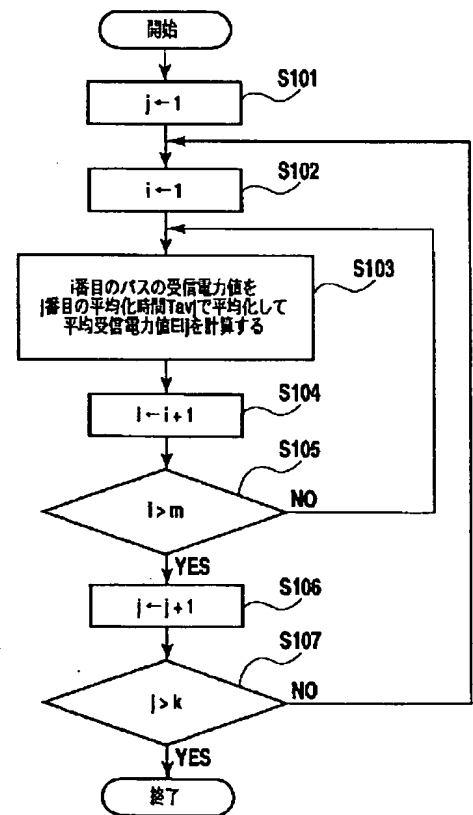 開始
S101
j←1
S102
i←1
S103
i番目のパスの受信電力値を
j番目の平均化時間Tavjで平均化して
平均受信電力値Eijを計算する
S104
i←i+1
S105
i>m
NO
YES
S106
j←j+1
S107
j>k
NO
YES
終了